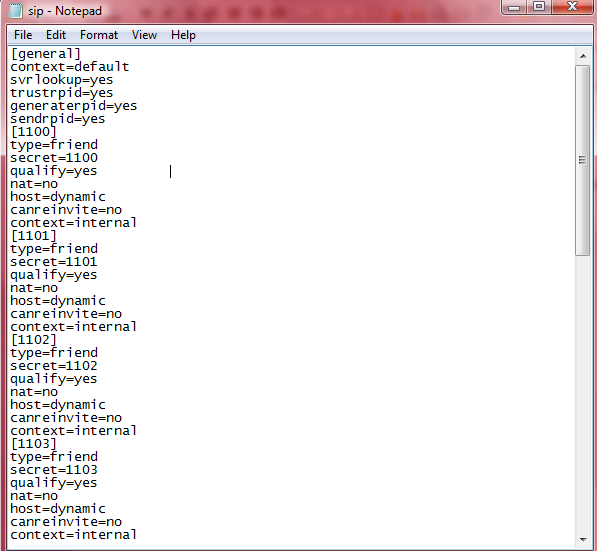 sip - Notepad
File Edit Format View Help
[general]
context=default
svrlookup=yes
trustrpid=yes
generaterpid=yes
sendrpid=yes
[1100]
type=friend
secret=1100
qualify=yes
nat=no
host=dynamic
canreinvite=no
context=internal
[1101]
type=friend
secret=1101
qualify=yes
nat=no
host=dynamic
canreinvite=no
context=internal
[1102]
type=friend
secret=1102
qualify=yes
nat=no
host=dynamic
canreinvite=no
context=internal
[1103]
type=friend
secret=1103
qualify=yes
nat=no
host=dynamic
canreinvite=no
context=internal